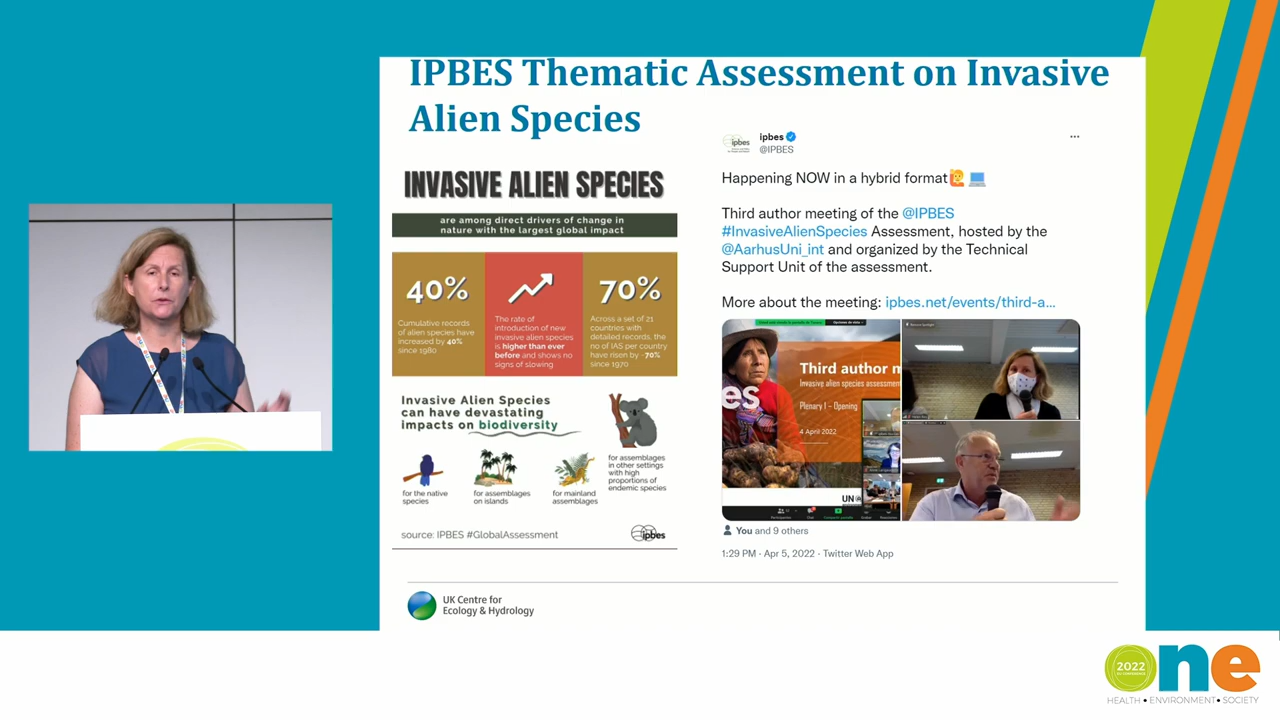 IPBES Thematic Assessment on Invasive
Alien Species
INVASIVE ALIEN SPECIES
are among direct drivers of change in
nature with the largest global impact
40%
Cumulative records
of alien species have
increased by 40%
since 1980
The rate of
introduction of new
invasive alien species
is higher than ever
before and shows no
signs of slowing
70%
Across a set of 21
countries with
detailed records, the
no of IAS per country
have risen by ~70%
since 1970
Invasive Alien Species
can have devastating
impacts on biodiversity
for the native
species
for assemblages
on islands
for mainland
assemblages
for assemblages
in other settings
with high
proportions of
endemic species
source: IPBES #GlobalAssessment
ipbes
ipbes
ipbes
@IPBES
Happening NOW in a hybrid format
Third author meeting of the @IPBES
#InvasiveAlienSpecies Assessment, hosted by the
@AarhusUni_int and organized by the Technical
Support Unit of the assessment.
More about the meeting: ipbes.net/events/third-a...
Third author m
Invasive alien species assessmen
es
Plenary I – Opening
4 April 2022
UN
You and 9 others
1:29 PM · Apr 5, 2022 · Twitter Web App
UK Centre for
Ecology & Hydrology
2022
one
HEALTH • ENVIRONMENT • SOCIETY